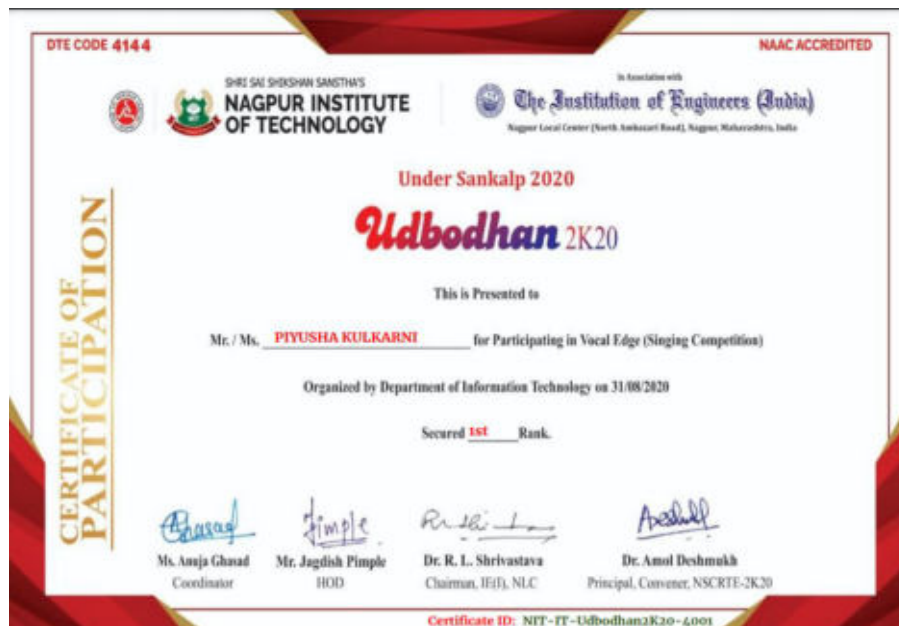 DTE CODE 4144
NAAC ACCREDITED
SHRI SAI SHIKSHAN SANSTHA'S
NAGPUR INSTITUTE
OF TECHNOLOGY
In Association with
The Institution of Engineers (India)
Nagpur Local Center (North Ambazari Road), Nagpur, Maharashtra, India
CERTIFICATE OF
PARTICIPATION
Under Sankalp 2020
Udbodhan 2K20
This is Presented to
Mr. / Ms. PIYUSHA KULKARNI for Participating in Vocal Edge (Singing Competition)
Organized by Department of Information Technology on 31/08/2020
Secured 1st Rank.
Ms. Anuja Ghasad
Coordinator
Mr. Jagdish Pimple
HOD
Dr. R. L. Shrivastava
Chairman, IE(I), NLC
Dr. Amol Deshmukh
Principal, Convener, NSCRTE-2K20
Certificate ID: NIT-IT-Udbodhan2K20-4001